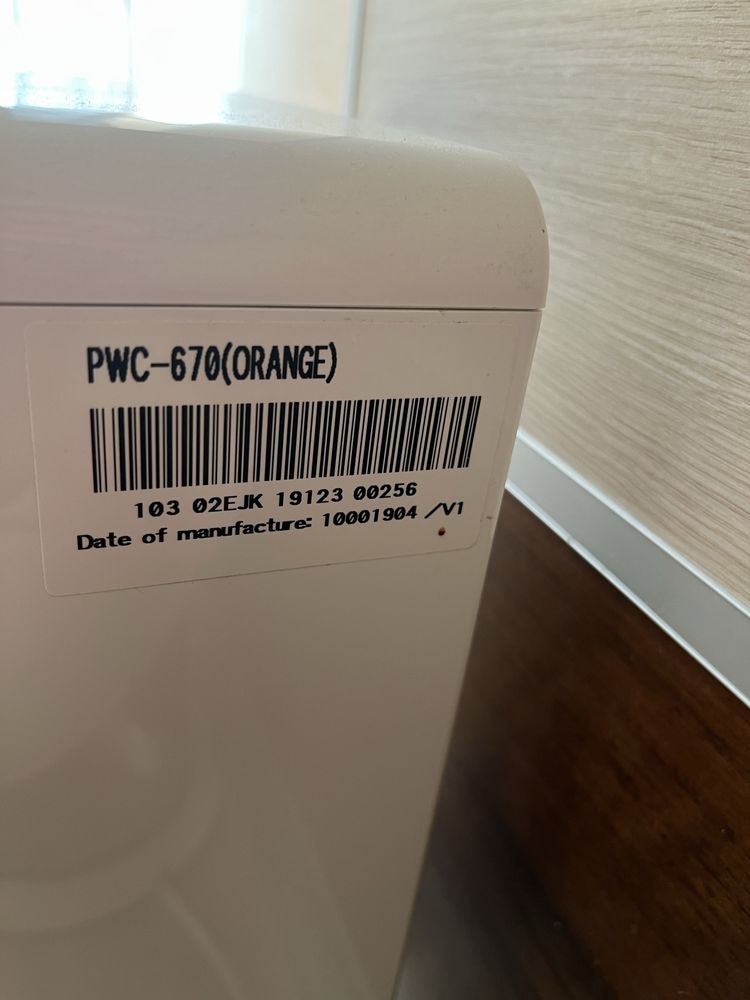 PWC-670(ORANGE)
103 02EJK 19123 00256
Date of manufacture: 10001904 /V1